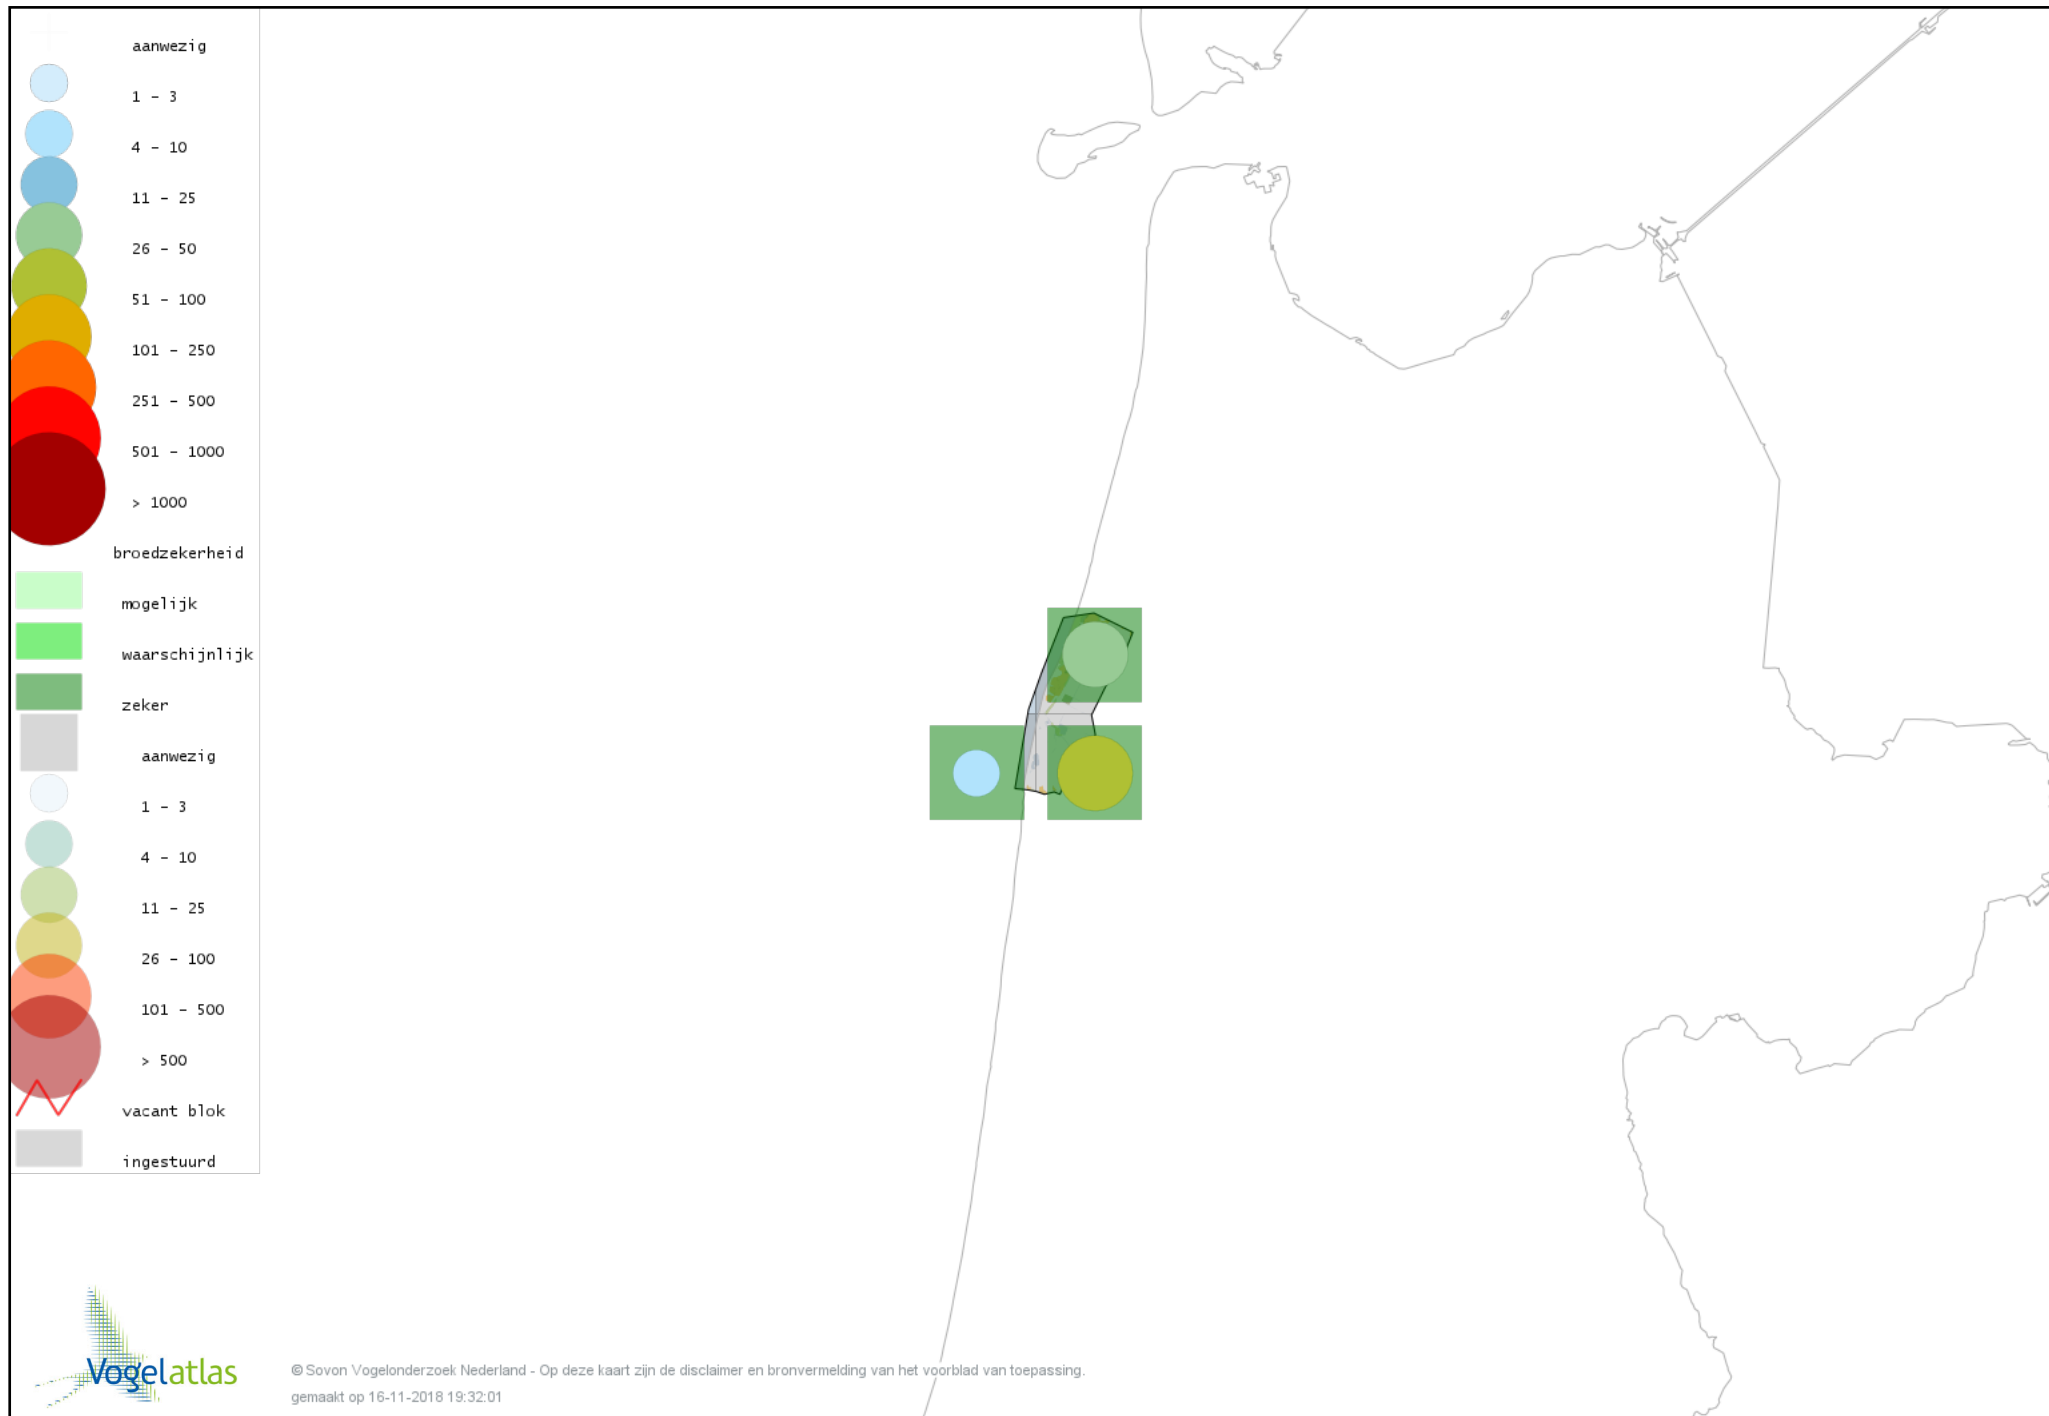 aanwezig
1 - 3
4 - 10
11 - 25
26 - 50
51 - 100
101 - 250
251 - 500
501 - 1000
> 1000
broedzekerheid
mogelijk
waarschijnlijk
zeker
aanwezig
1 - 3
4 - 10
11 - 25
26 - 100
101 - 500
> 500
vacant blok
ingestuurd
Vogelatlas
© Sovon Vogelonderzoek Nederland - Op deze kaart zijn de disclaimer en bronvermelding van het voorblad van toepassing.
gemaakt op 16-11-2018 19:32:01